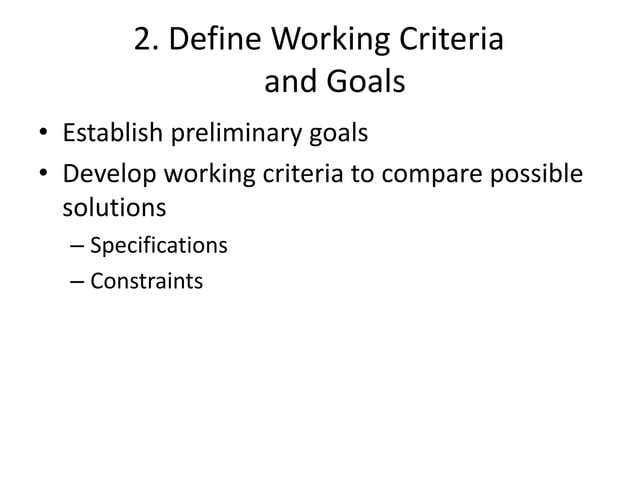 2. Define Working Criteria
and Goals
• Establish preliminary goals
• Develop working criteria to compare possible
solutions
– Specifications
– Constraints